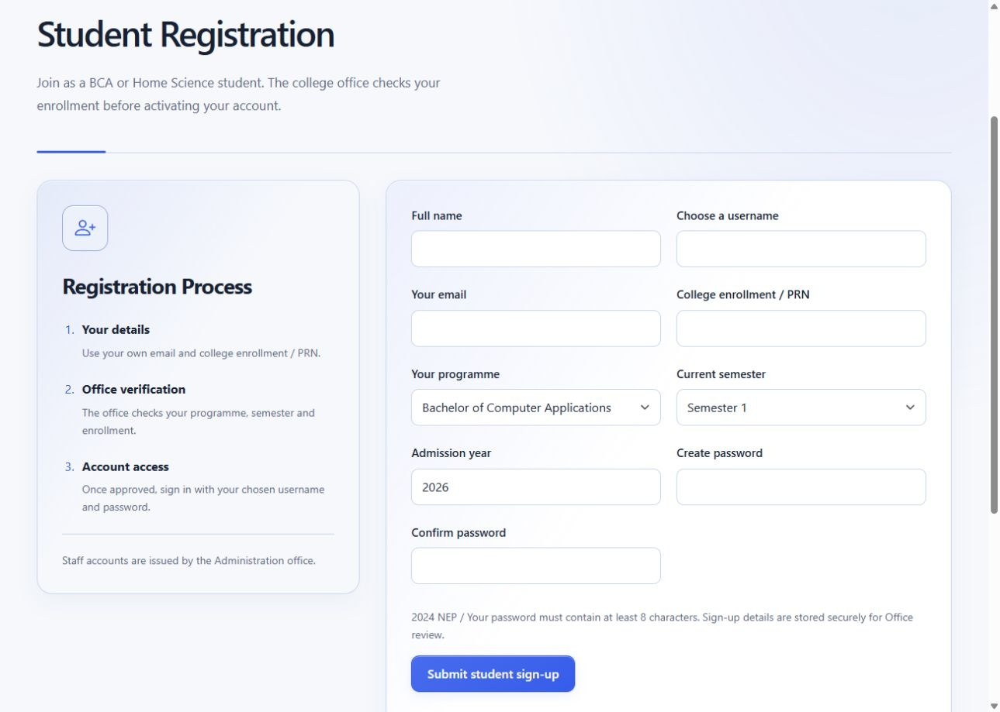 Student Registration
Join as a BCA or Home Science student. The college office checks your
enrollment before activating your account.
Registration Process
1. Your details
Use your own email and college enrollment / PRN.
2. Office verification
The office checks your programme, semester and
enrollment.
3. Account access
Once approved, sign in with your chosen username
and password.
Staff accounts are issued by the Administration office.
Full name
Choose a username
Your email
College enrollment / PRN
Your programme
Current semester
Bachelor of Computer Applications
Semester 1
Admission year
Create password
2026
Confirm password
2024 NEP / Your password must contain at least 8 characters. Sign-up details are stored securely for Office
review.
Submit student sign-up